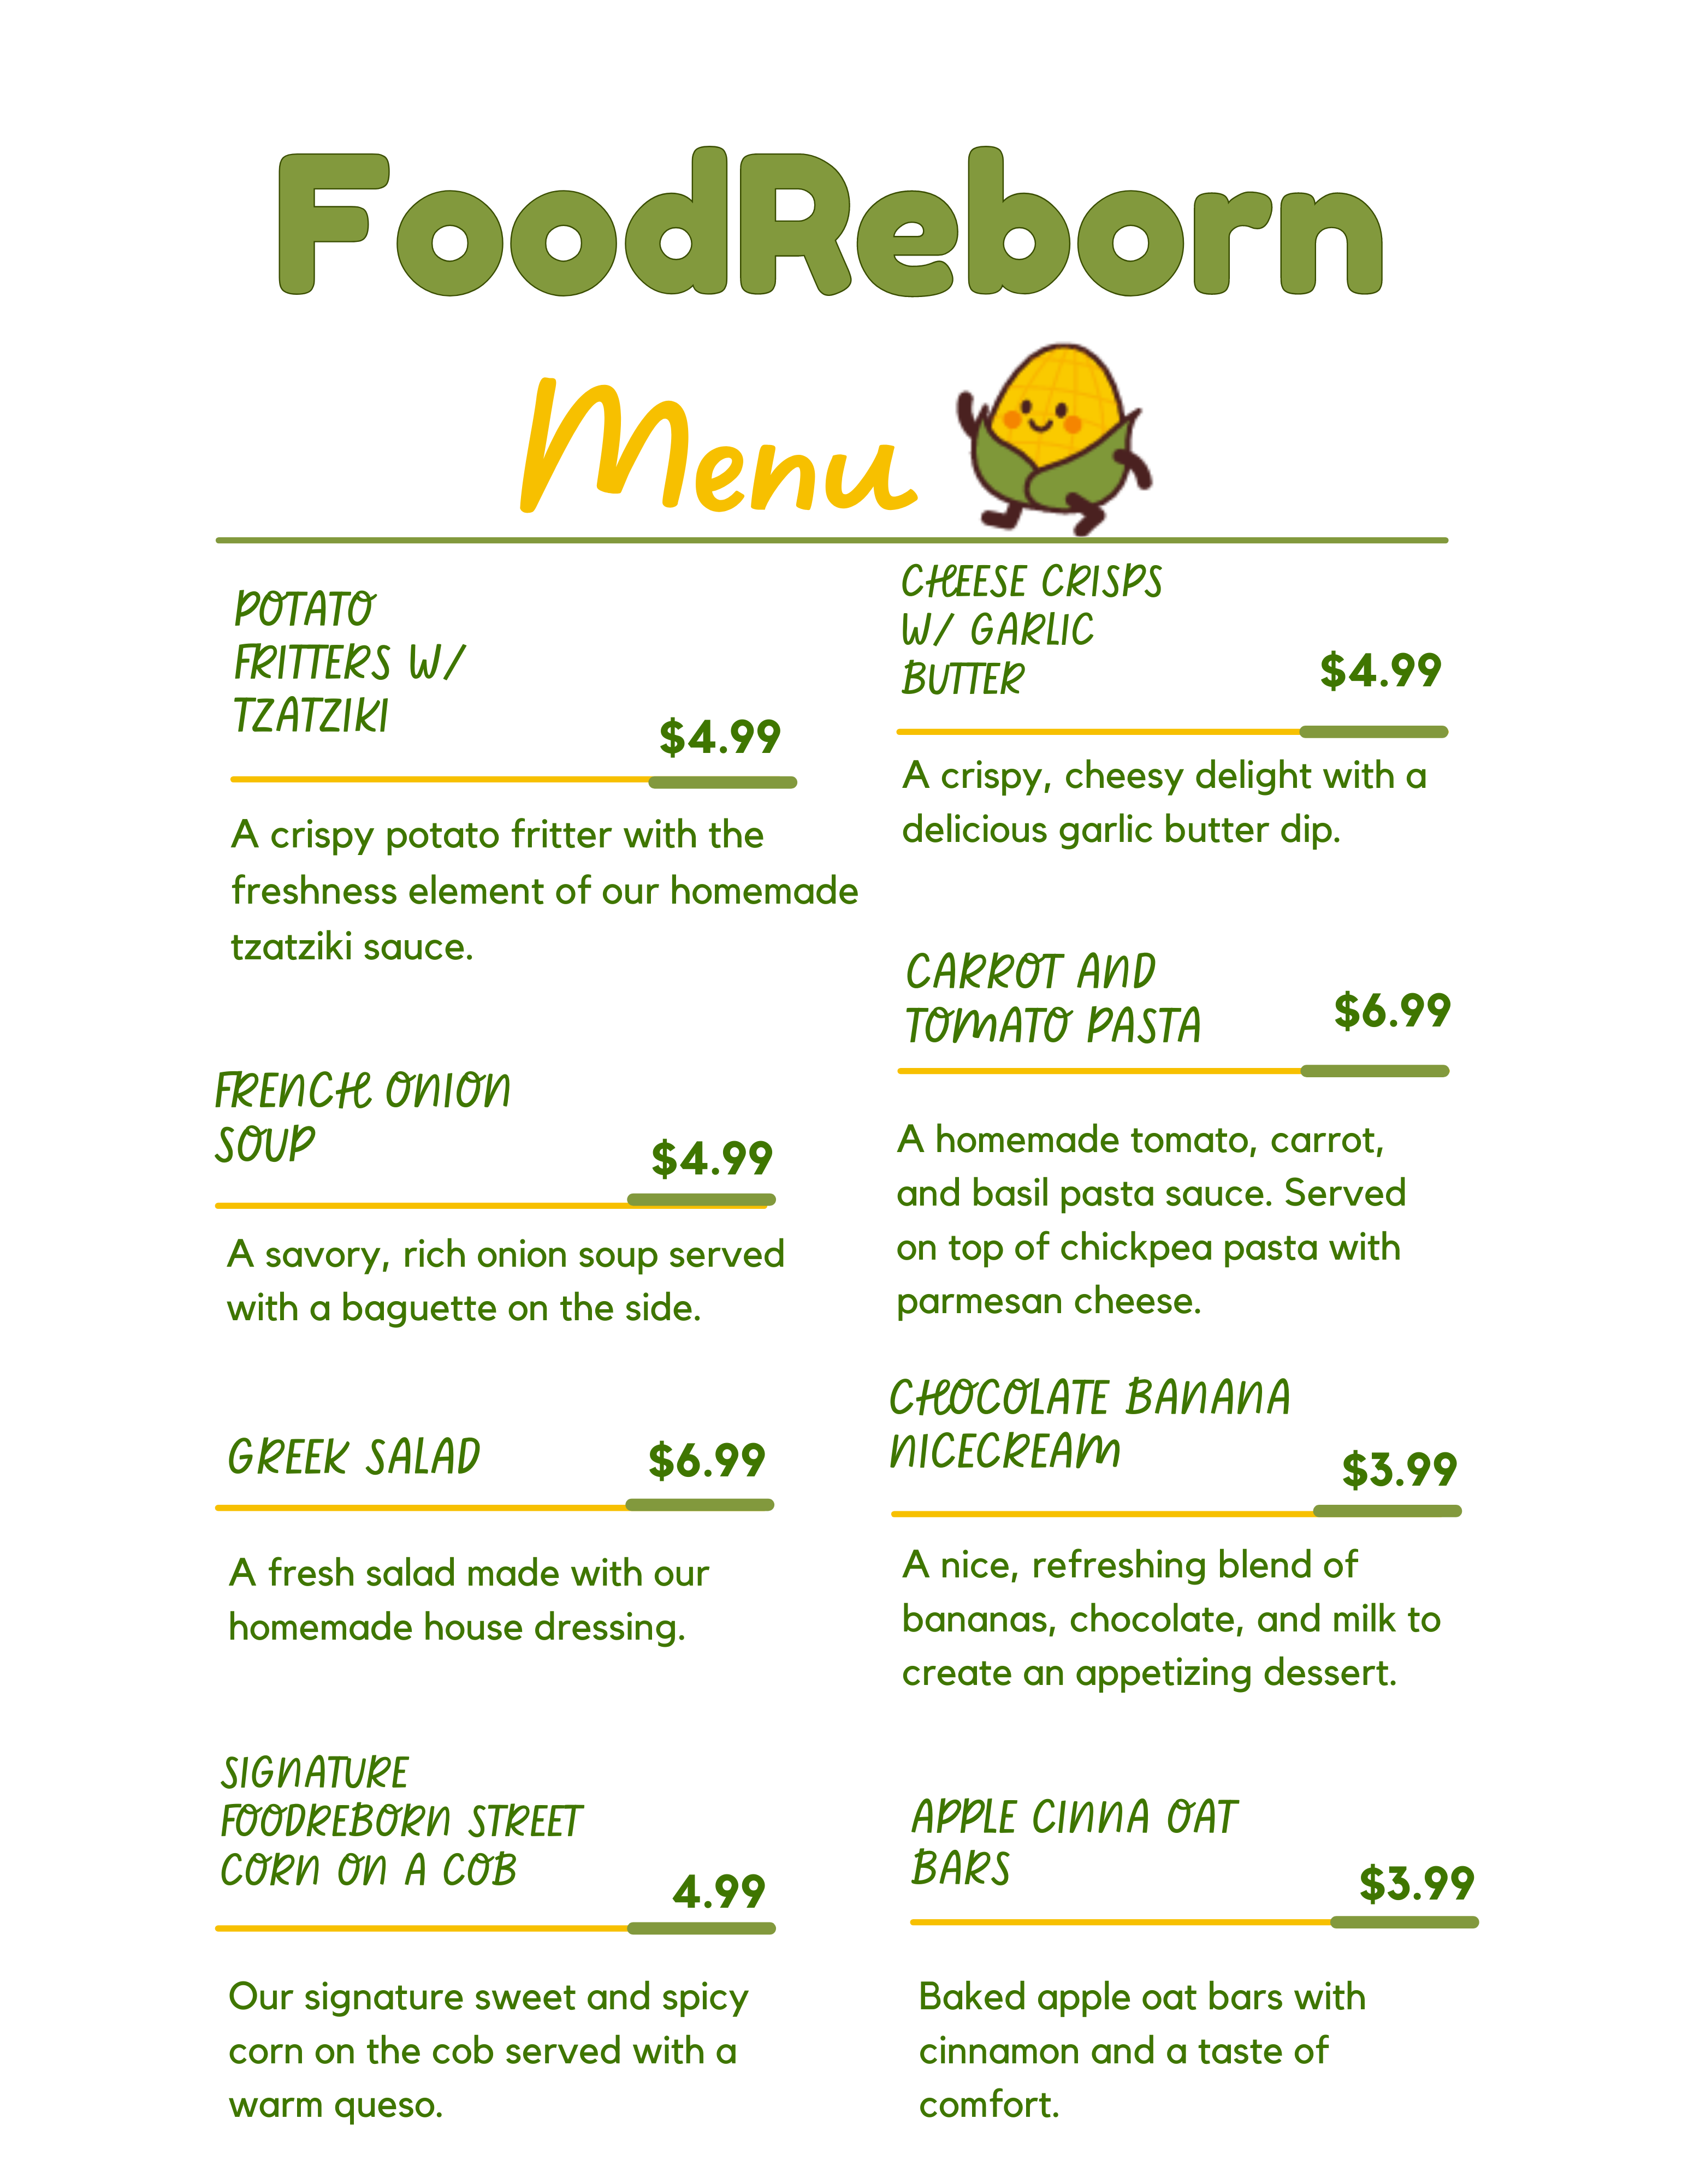 FoodReborn
Menu
POTATO
FRITTERS W/
TZATZIKI
$4.99
A crispy potato fritter with the
freshness element of our homemade
tzatziki sauce.
FRENCH ONION
SOUP
$4.99
A savory, rich onion soup served
with a baguette on the side.
GREEK SALAD
$6.99
A fresh salad made with our
homemade house dressing.
SIGNATURE
FOODREBORN STREET
CORN ON A COB
4.99
Our signature sweet and spicy
corn on the cob served with a
warm queso.
CHEESE CRISPS
W/ GARLIC
BUTTER
$4.99
A crispy, cheesy delight with a
delicious garlic butter dip.
CARROT AND
TOMATO PASTA
$6.99
A homemade tomato, carrot,
and basil pasta sauce. Served
on top of chickpea pasta with
parmesan cheese.
CHOCOLATE BANANA
NICECREAM
$3.99
A nice, refreshing blend of
bananas, chocolate, and milk to
create an appetizing dessert.
APPLE CINNA OAT
BARS
$3.99
Baked apple oat bars with
cinnamon and a taste of
comfort.